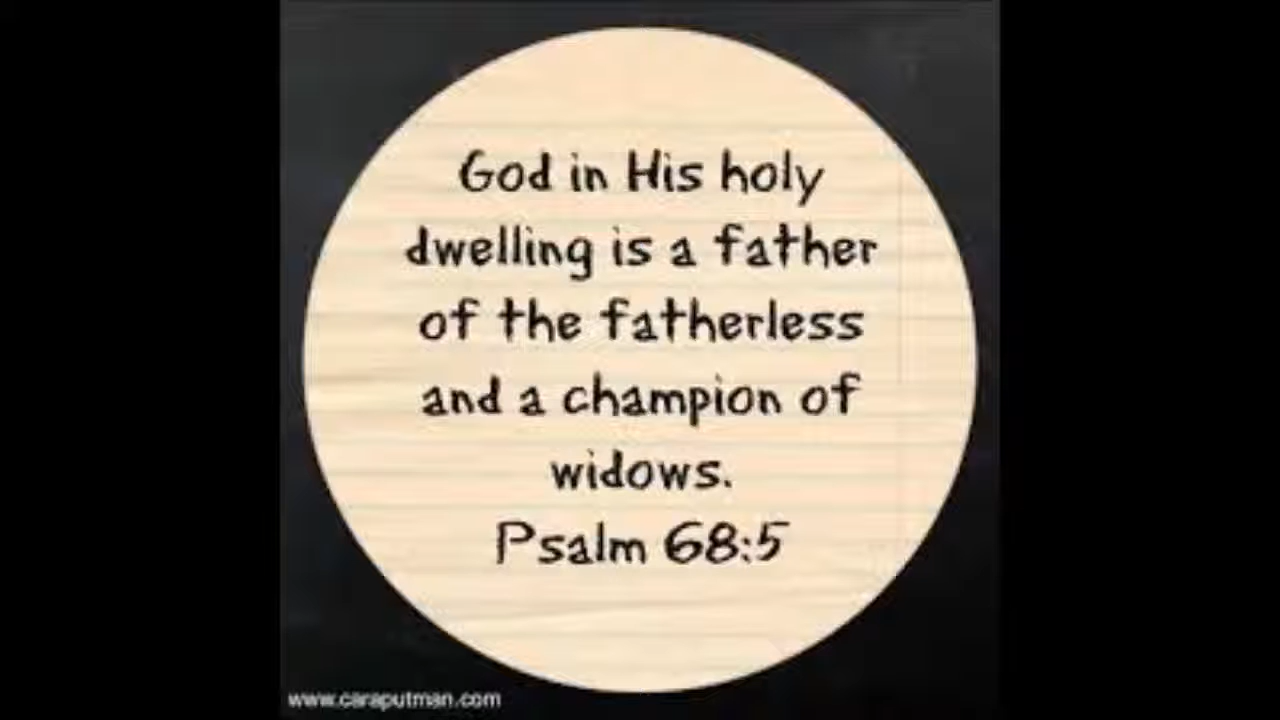 God in His holy
dwelling is a father
of the fatherless
and a champion of
widows.
Psalm 68:5
www.caraputman.com